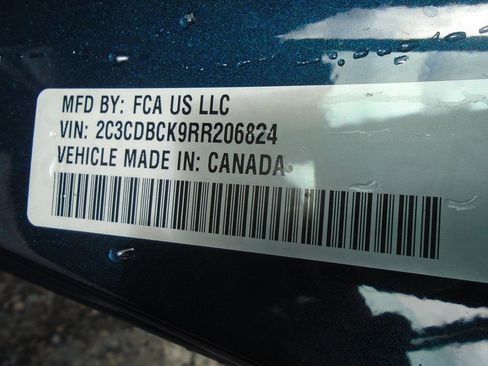 MFD BY: FCA US LLC
VIN: 2C3CDBCK9RR206824
VEHICLE MADE IN: CANADA